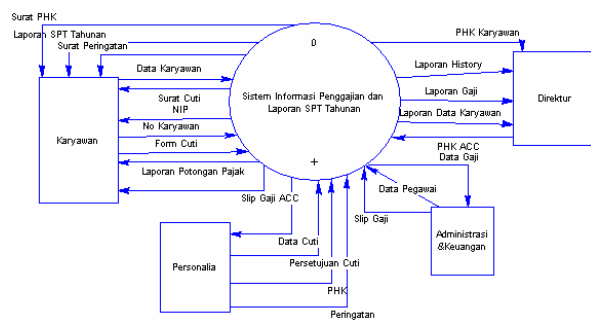 Surat PHK
Laporan SPT Tahunan
Surat Peringatan
Data Karyawan
Surat Cuti
NIP
No Karyawan
Form Cuti
Laporan Potongan Pajak
Slip Gaji ACC
Karyawan
0
Sistem Informasi Penggajian dan
Laporan SPT Tahunan
+
PHK Karyawan
Laporan History
Laporan Gaji
Laporan Data Karyawan
PHK ACC
Data Gaji
Direktur
Data Pegawai
Slip Gaji
Administrasi
&Keuangan
Personalia
Data Cuti
Persetujuan Cuti
PHK
Peringatan